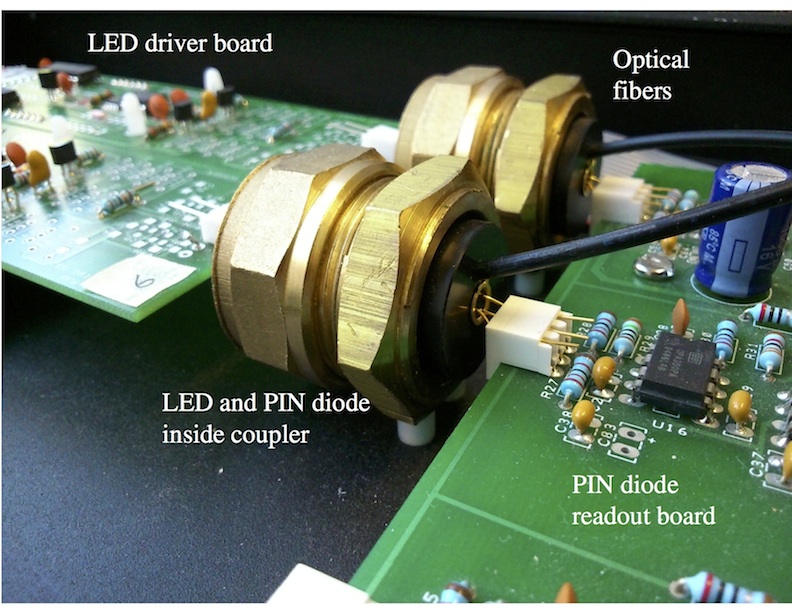 LED driver board
Optical
fibers
6
LED and PIN diode
inside coupler
PIN diode
readout board
R27
C38
C83
+
U16
R31
C37
16V